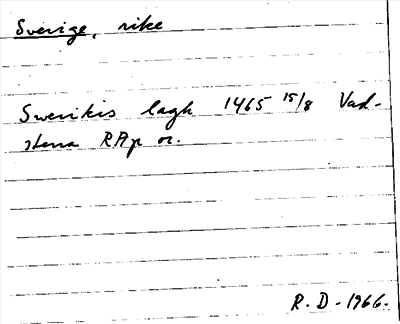 Sverige, rike
Swerikis lagh 1465 15/8 Vad-
stena RAp or.
R. D - 1966.